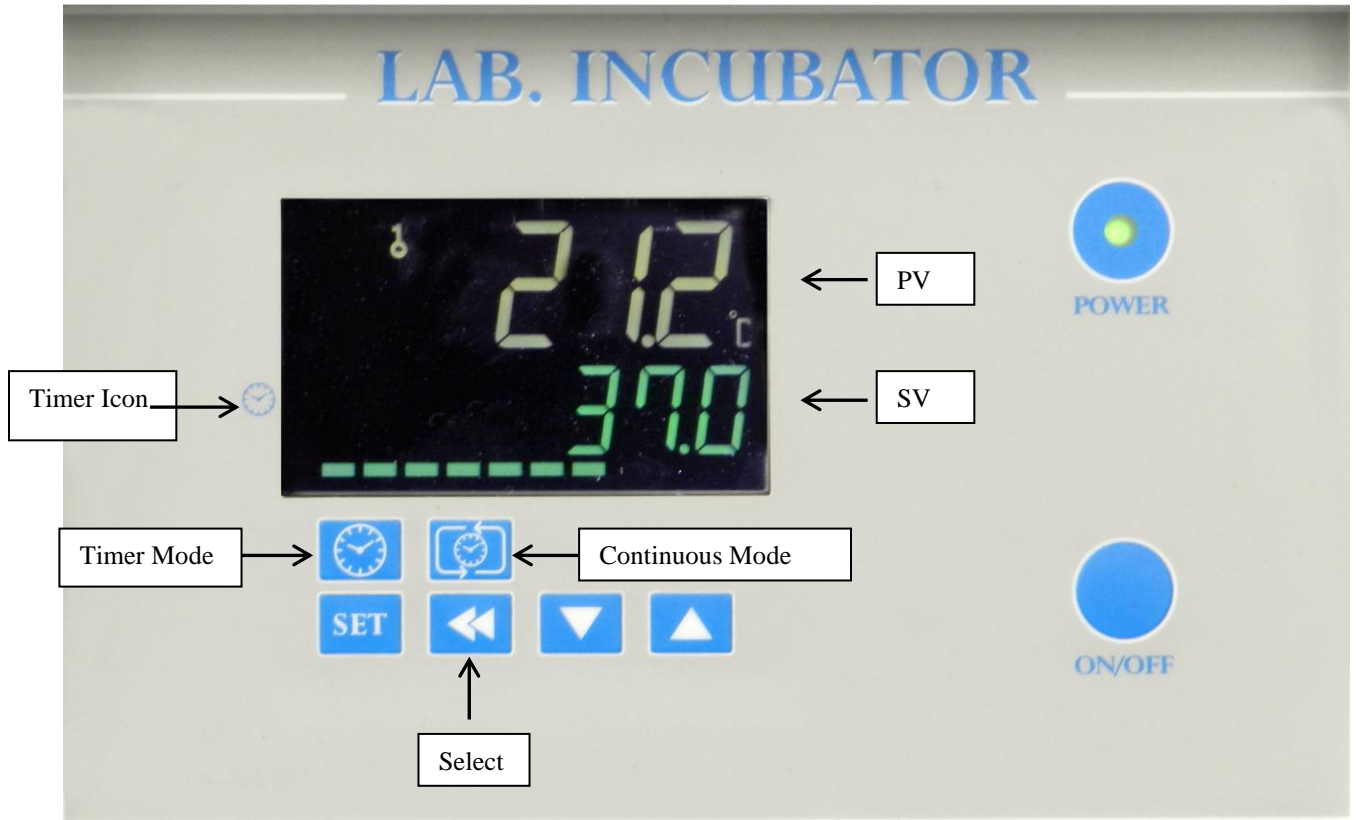 LAB. INCUBATOR
21.2
°C
PV
POWER
Timer Icon
37.0
SV
Timer Mode
Continuous Mode
SET
ON/OFF
Select